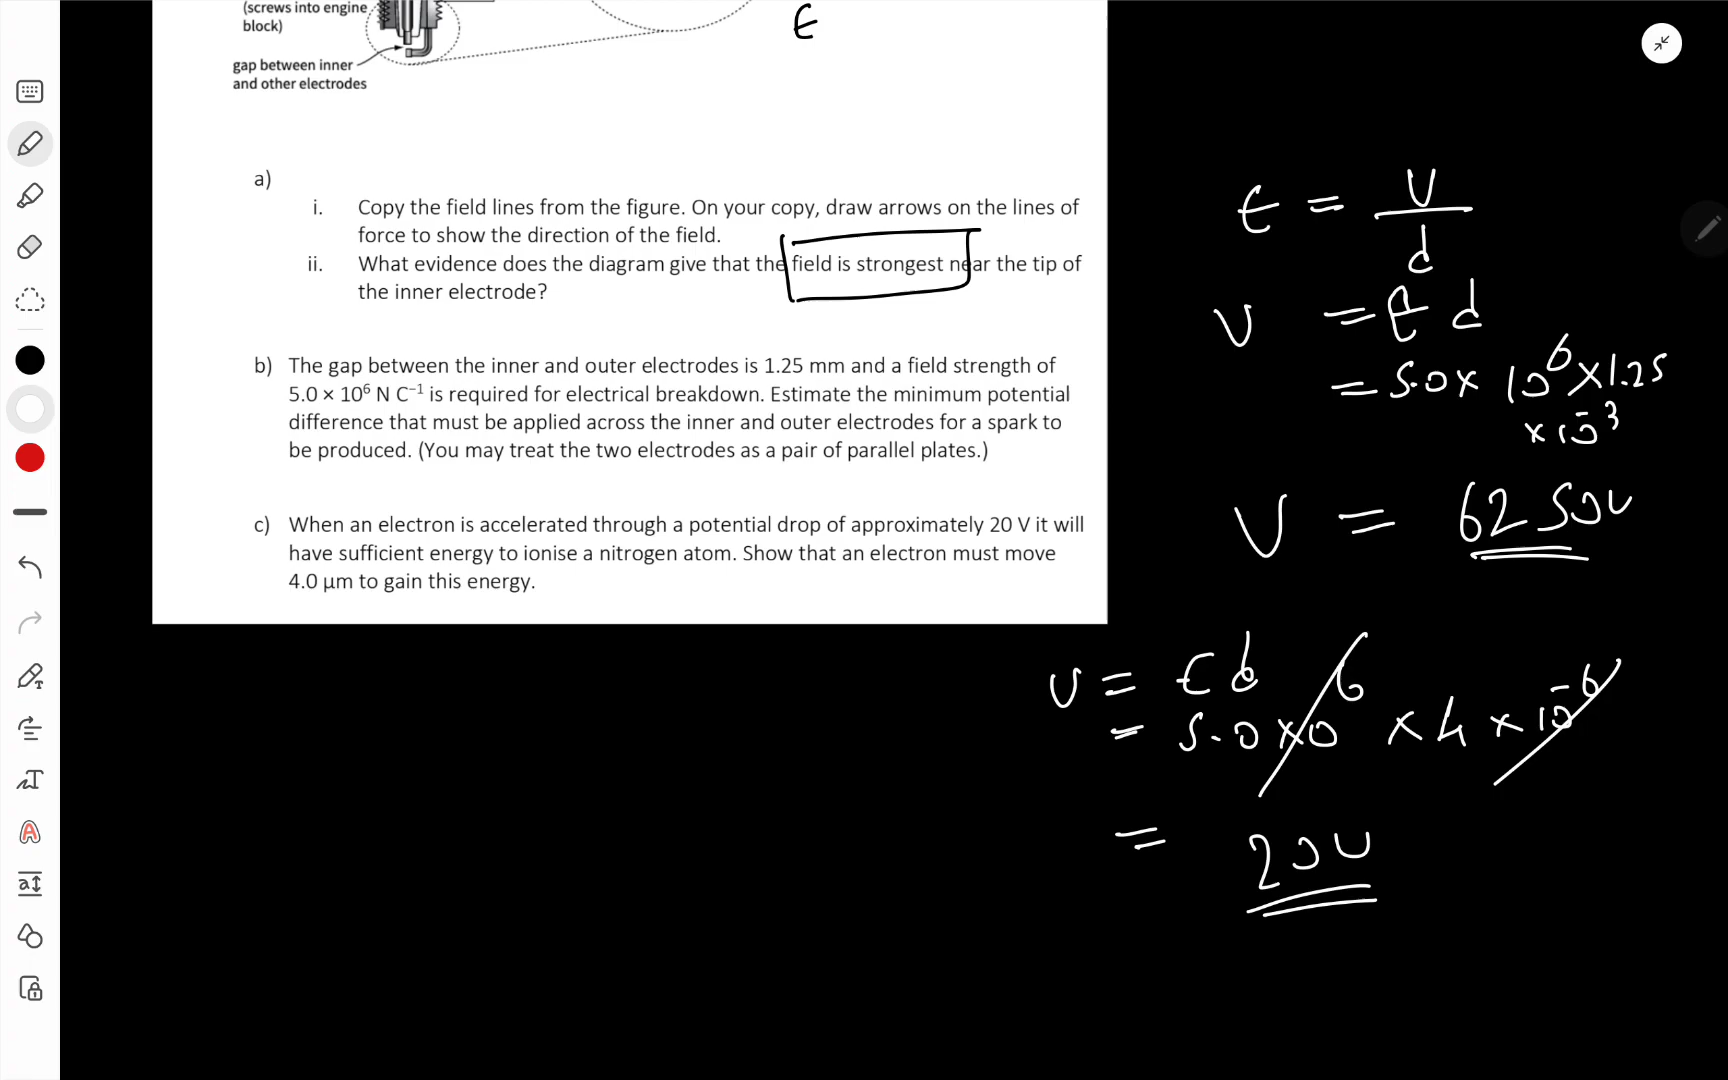 (screws into engine
block)
gap between inner
and other electrodes
E
a)
i. Copy the field lines from the figure. On your copy, draw arrows on the lines of
force to show the direction of the field.
ii. What evidence does the diagram give that the field is strongest near the tip of
the inner electrode?
b) The gap between the inner and outer electrodes is 1.25 mm and a field strength of
5.0 × 10⁶ N C⁻¹ is required for electrical breakdown. Estimate the minimum potential
difference that must be applied across the inner and outer electrodes for a spark to
be produced. (You may treat the two electrodes as a pair of parallel plates.)
c) When an electron is accelerated through a potential drop of approximately 20 V it will
have sufficient energy to ionise a nitrogen atom. Show that an electron must move
4.0 μm to gain this energy.
E = V
d
V = E d
= 5.0 × 10⁶ × 1.25
× 10⁻³
V = 6250V
V = E d
= 5.0 × 10⁶ × 4 × 10⁻⁶
= 20V